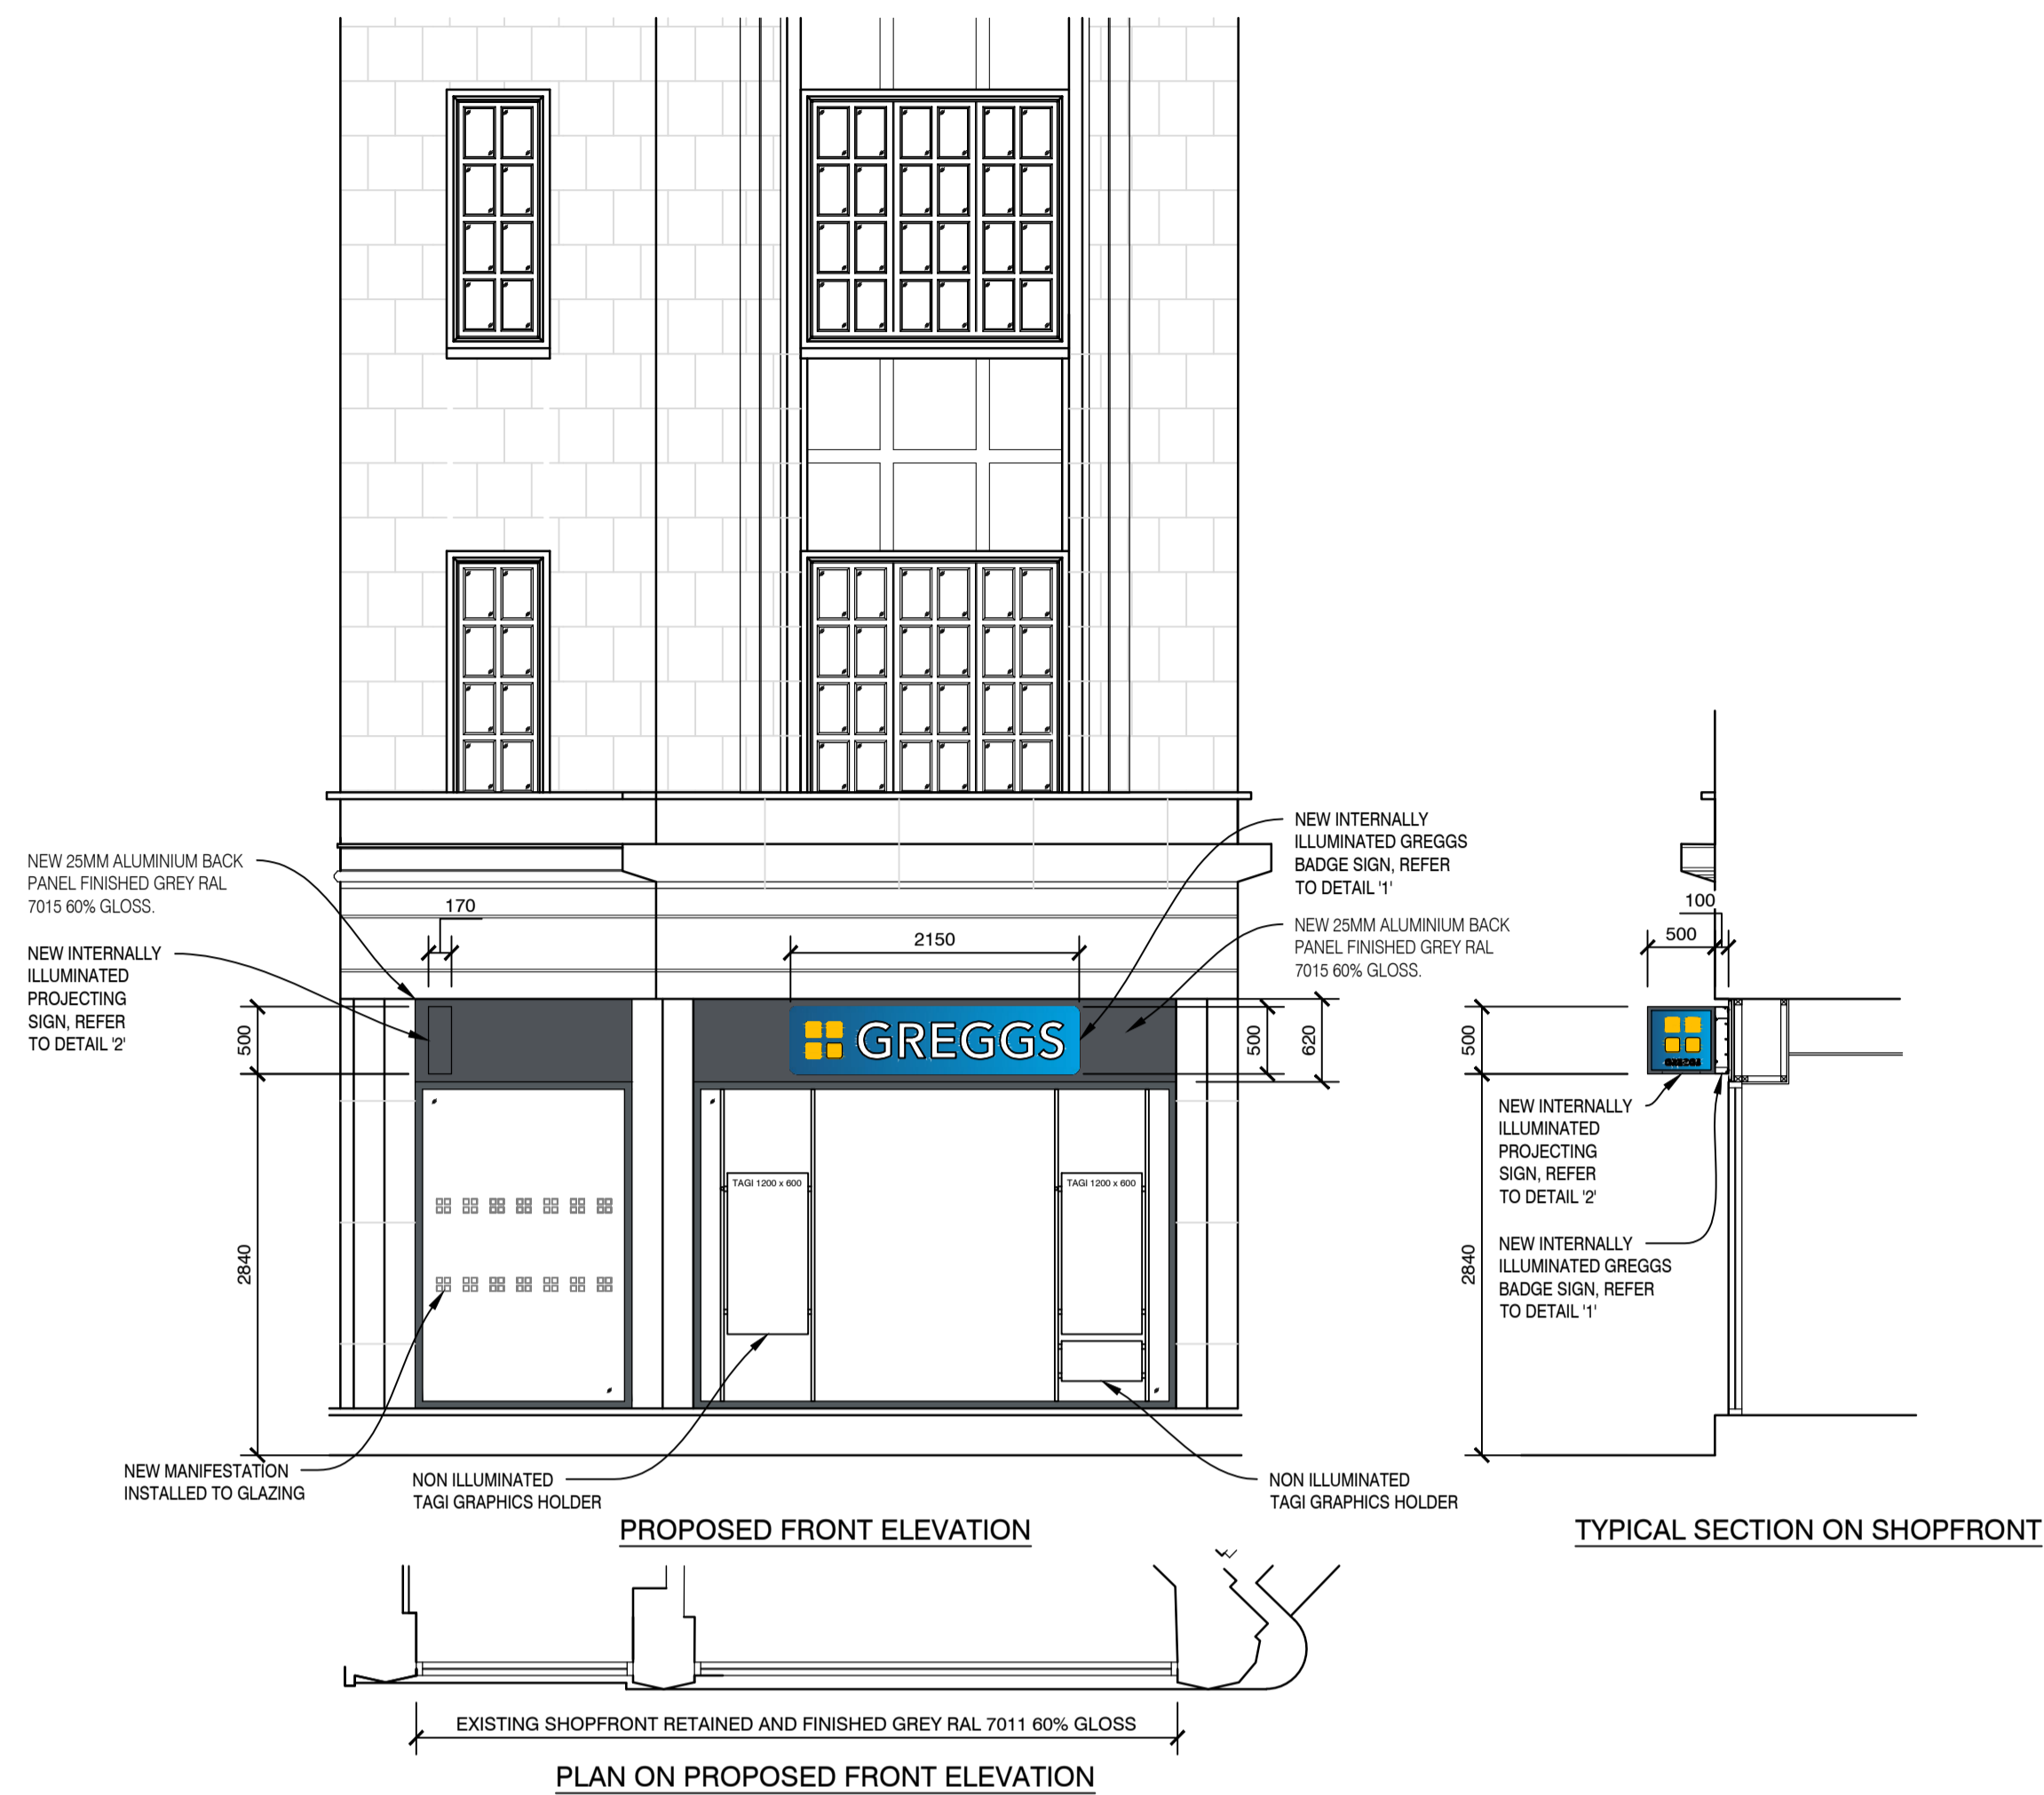 NEW 25MM ALUMINIUM BACK
PANEL FINISHED GREY RAL
7015 60% GLOSS.
NEW INTERNALLY
ILLUMINATED
PROJECTING
SIGN, REFER
TO DETAIL '2'
170
500
2840
2150
GREGGS
NEW INTERNALLY
ILLUMINATED GREGGS
BADGE SIGN, REFER
TO DETAIL '1'
NEW 25MM ALUMINIUM BACK
PANEL FINISHED GREY RAL
7015 60% GLOSS.
500
620
TAGI 1200 x 600
TAGI 1200 x 600
NEW MANIFESTATION
INSTALLED TO GLAZING
NON ILLUMINATED
TAGI GRAPHICS HOLDER
NON ILLUMINATED
TAGI GRAPHICS HOLDER
PROPOSED FRONT ELEVATION
100
500
500
2840
NEW INTERNALLY
ILLUMINATED
PROJECTING
SIGN, REFER
TO DETAIL '2'
NEW INTERNALLY
ILLUMINATED GREGGS
BADGE SIGN, REFER
TO DETAIL '1'
TYPICAL SECTION ON SHOPFRONT
EXISTING SHOPFRONT RETAINED AND FINISHED GREY RAL 7011 60% GLOSS
PLAN ON PROPOSED FRONT ELEVATION